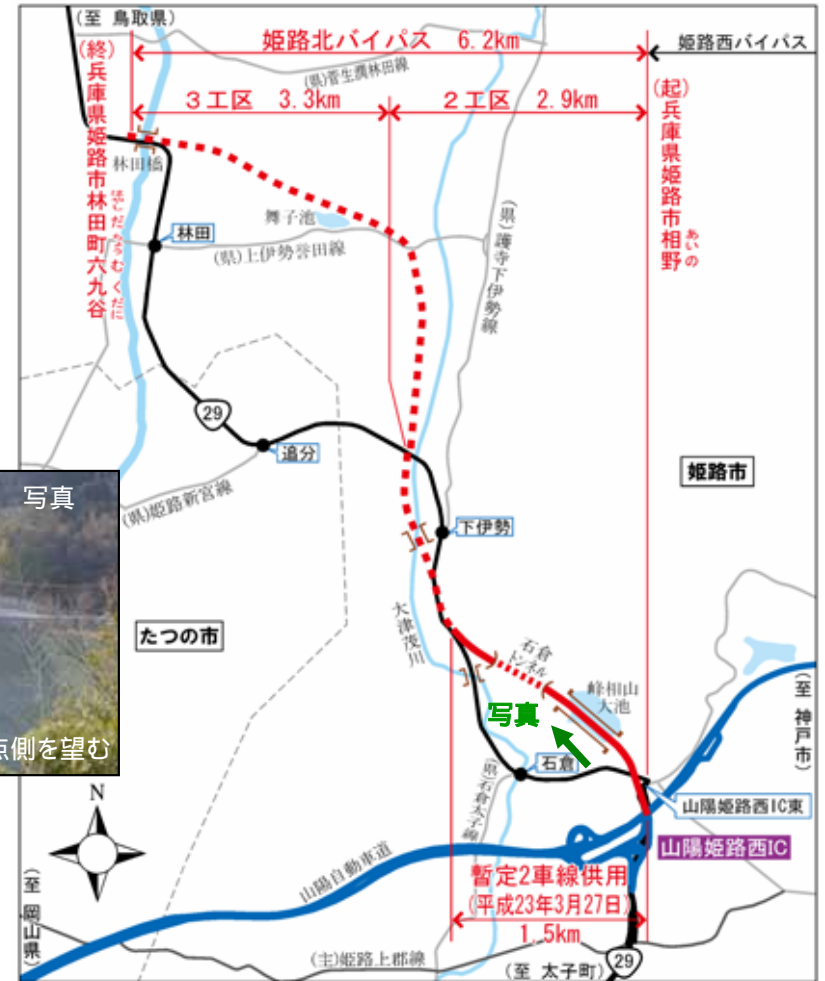 (至 鳥取県)
姫路北バイパス 6.2km
姫路西バイパス
(県)菅生澗林田線
3工区 3.3km
2工区 2.9km
(終)兵庫県姫路市林田町六九谷
(起)兵庫県姫路市相野
あいの
林田橋
舞子池
林田
(県)上伊勢誉田線
(県)護寺下伊勢線
29
追分
姫路市
写真
(県)姫路新宮線
下伊勢
たつの市
大津茂川
石倉
トンネル
峰相山
大池
写真
点側を望む
(至 神戸市)
石倉
(県)石倉太子線
N
山陽姫路西IC東
山陽姫路西IC
山陽自動車道
暫定2車線供用
(平成23年3月27日)
1.5km
(至 岡山県)
(主)姫路上郡線
(至 太子町)
29